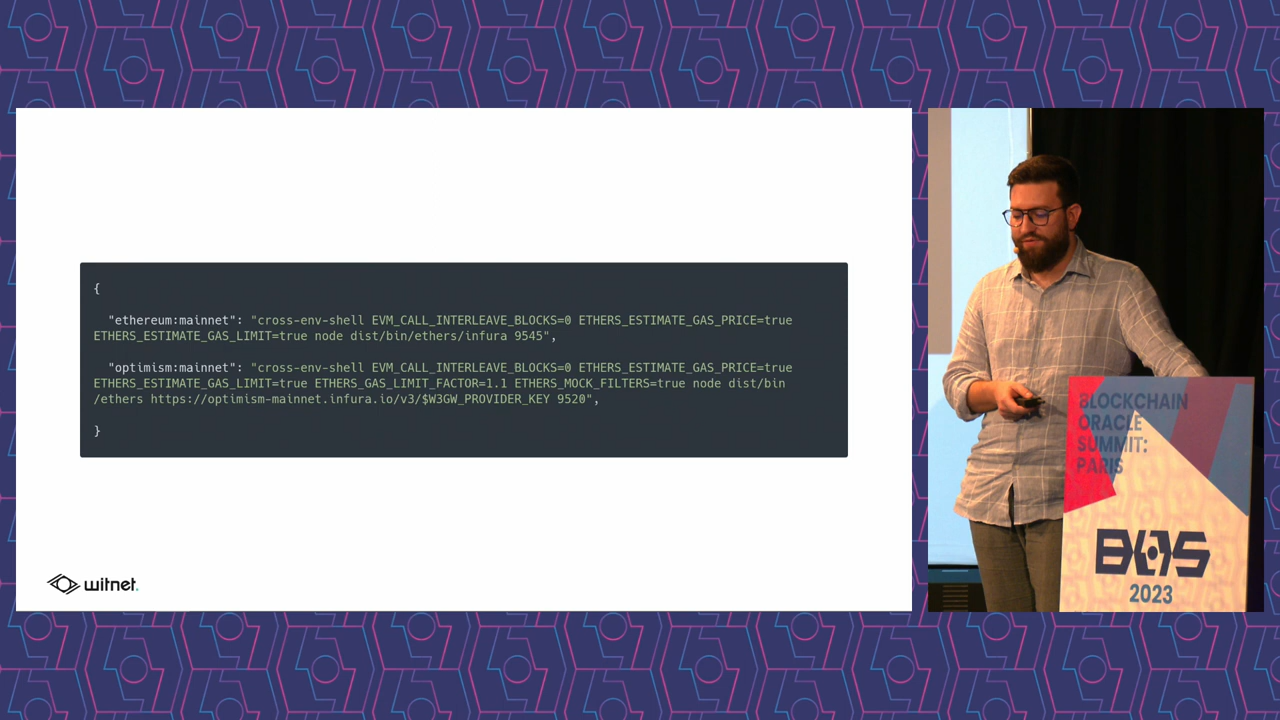 {
"ethereum:mainnet": "cross-env-shell EVM_CALL_INTERLEAVE_BLOCKS=0 ETHERS_ESTIMATE_GAS_PRICE=true
ETHERS_ESTIMATE_GAS_LIMIT=true node dist/bin/ethers/infura 9545",
"optimism:mainnet": "cross-env-shell EVM_CALL_INTERLEAVE_BLOCKS=0 ETHERS_ESTIMATE_GAS_PRICE=true
ETHERS_ESTIMATE_GAS_LIMIT=true ETHERS_GAS_LIMIT_FACTOR=1.1 ETHERS_MOCK_FILTERS=true node dist/bin
/ethers https://optimism-mainnet.infura.io/v3/$W3GW_PROVIDER_KEY 9520",
}
witnet.
BLOCKCHAIN
ORACLE
SUMMIT:
PARIS
BOS
2023